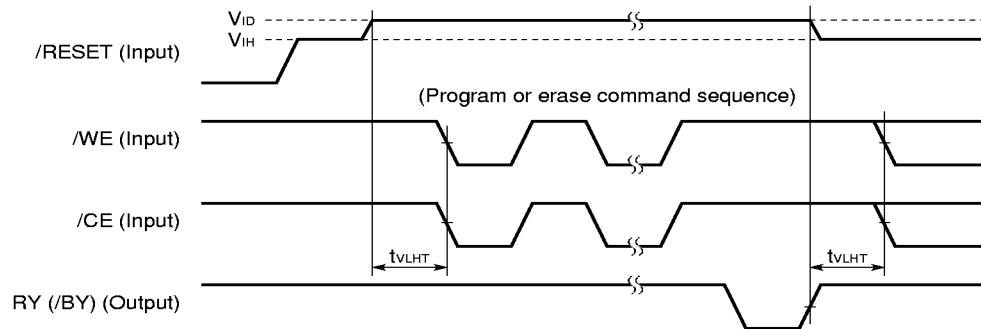 VID
VIH
/RESET (Input)
(Program or erase command sequence)
/WE (Input)
/CE (Input)
tVLHT
tVLHT
RY (/BY) (Output)